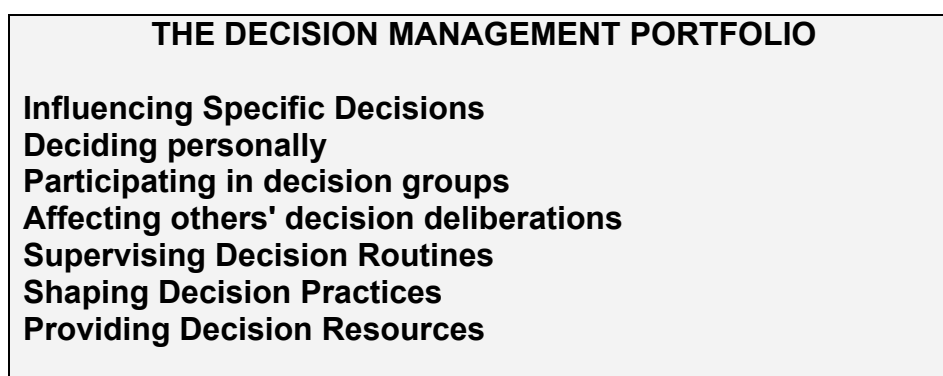 THE DECISION MANAGEMENT PORTFOLIO
Influencing Specific Decisions
Deciding personally
Participating in decision groups
Affecting others' decision deliberations
Supervising Decision Routines
Shaping Decision Practices
Providing Decision Resources